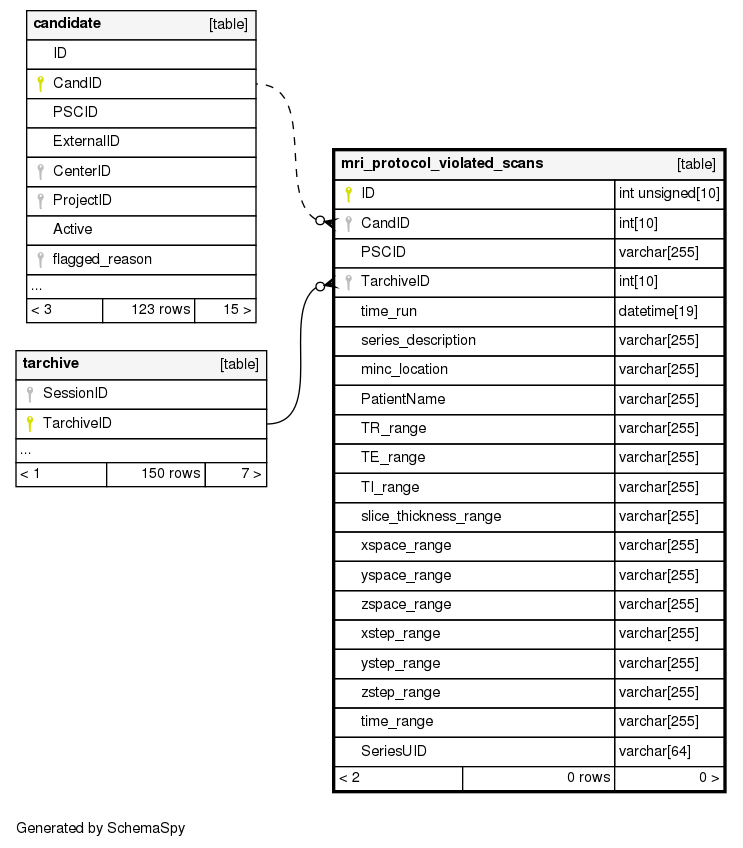 candidate [table]
ID
CandID
PSCID
ExternalID
CenterID
ProjectID
Active
flagged_reason
...
< 3 123 rows 15 >
tarchive [table]
SessionID
TarchiveID
...
< 1 150 rows 7 >
mri_protocol_violated_scans [table]
ID int unsigned[10]
CandID int[10]
PSCID varchar[255]
TarchiveID int[10]
time_run datetime[19]
series_description varchar[255]
minc_location varchar[255]
PatientName varchar[255]
TR_range varchar[255]
TE_range varchar[255]
TI_range varchar[255]
slice_thickness_range varchar[255]
xspace_range varchar[255]
yspace_range varchar[255]
zspace_range varchar[255]
xstep_range varchar[255]
ystep_range varchar[255]
zstep_range varchar[255]
time_range varchar[255]
SeriesUID varchar[64]
< 2 0 rows 0 >
Generated by SchemaSpy